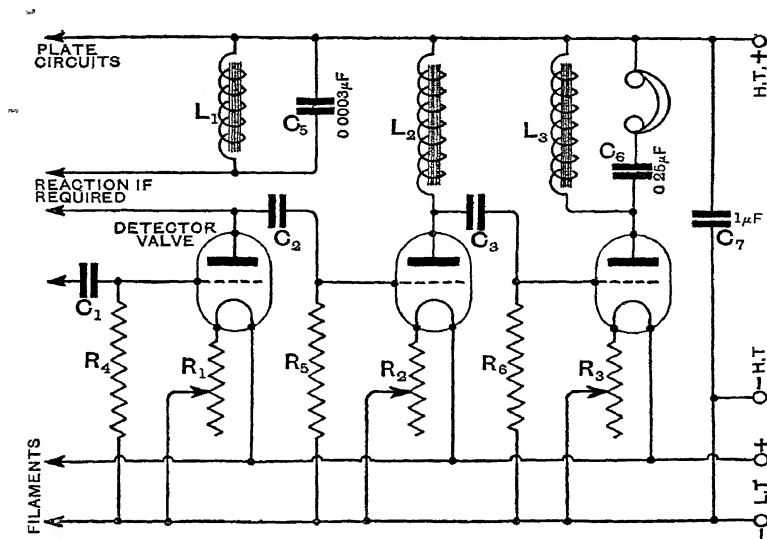 PLATE
CIRCUITS
L1
C5
0.0003µF
L2
L3
C6
0.25µF
H.T.+
REACTION IF
REQUIRED
DETECTOR
VALVE
C2
C3
1µF
C7
C1
R4
R1
R5
R2
R6
R3
-H.T
FILAMENTS
+
L.T
-